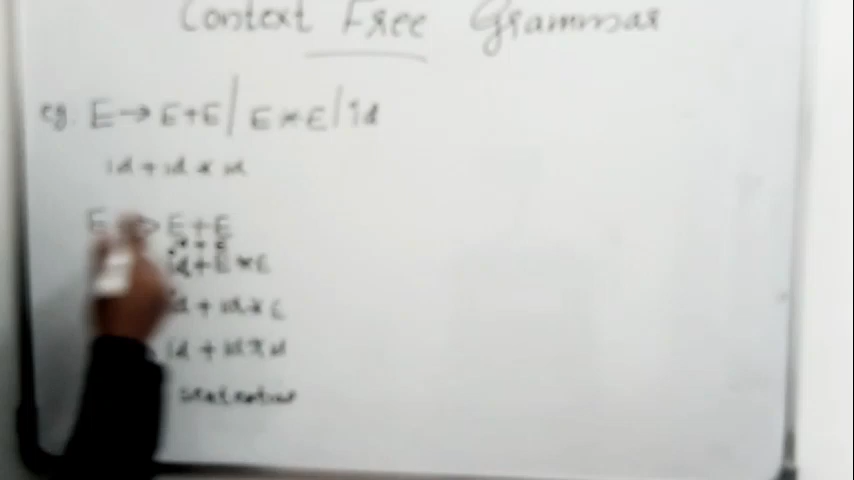 Context Free Grammar
eg. E → E+E | E * E | id
id + id * id
E ⇒ E+E
id+E*E
id + id*E
id + id*id